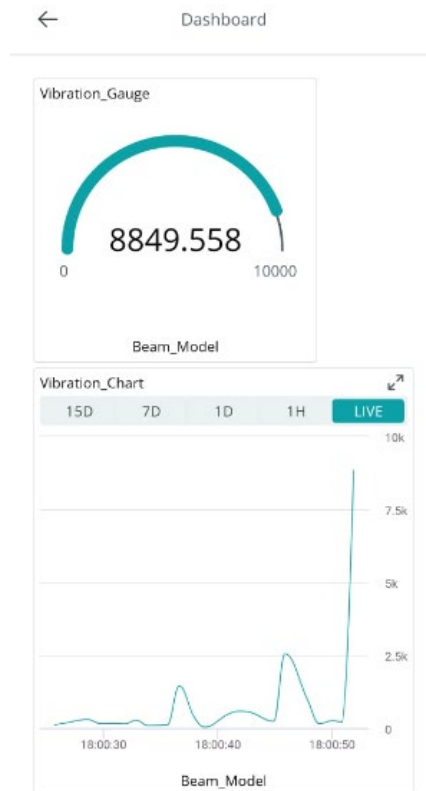 Dashboard
Vibration_Gauge
8849.558
0 10000
Beam_Model
Vibration_Chart
15D 7D 1D 1H LIVE
10k
7.5k
5k
2.5k
0
18:00:30 18:00:40 18:00:50
Beam_Model